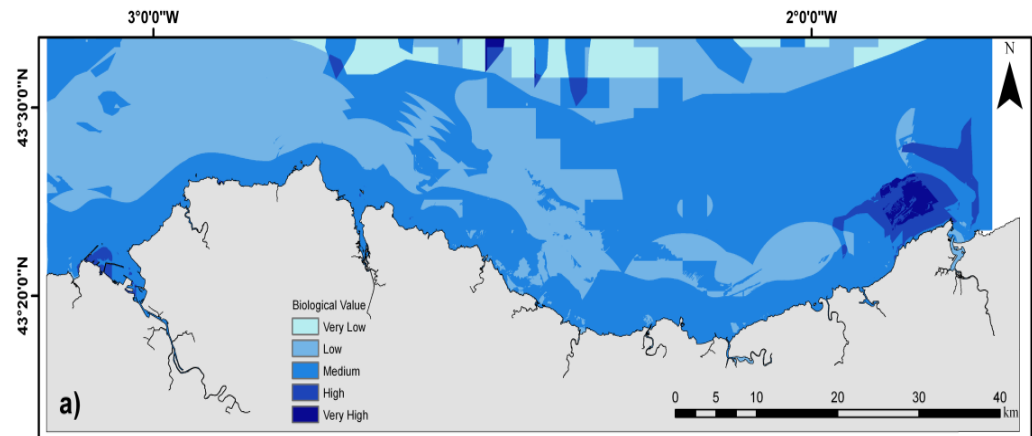 3°0'0"W
2°0'0"W
N
43°30'0"N
43°20'0"N
Biological Value
Very Low
Low
Medium
High
Very High
a)
0 5 10 20 30 40
km